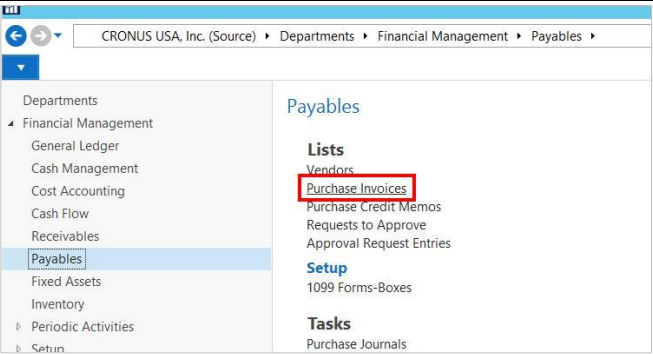 CRONUS USA, Inc. (Source) ▸ Departments ▸ Financial Management ▸ Payables ▸
Departments
Financial Management
General Ledger
Cash Management
Cost Accounting
Cash Flow
Receivables
Payables
Fixed Assets
Inventory
Periodic Activities
Setup
Payables
Lists
Vendors
Purchase Invoices
Purchase Credit Memos
Requests to Approve
Approval Request Entries
Setup
1099 Forms-Boxes
Tasks
Purchase Journals